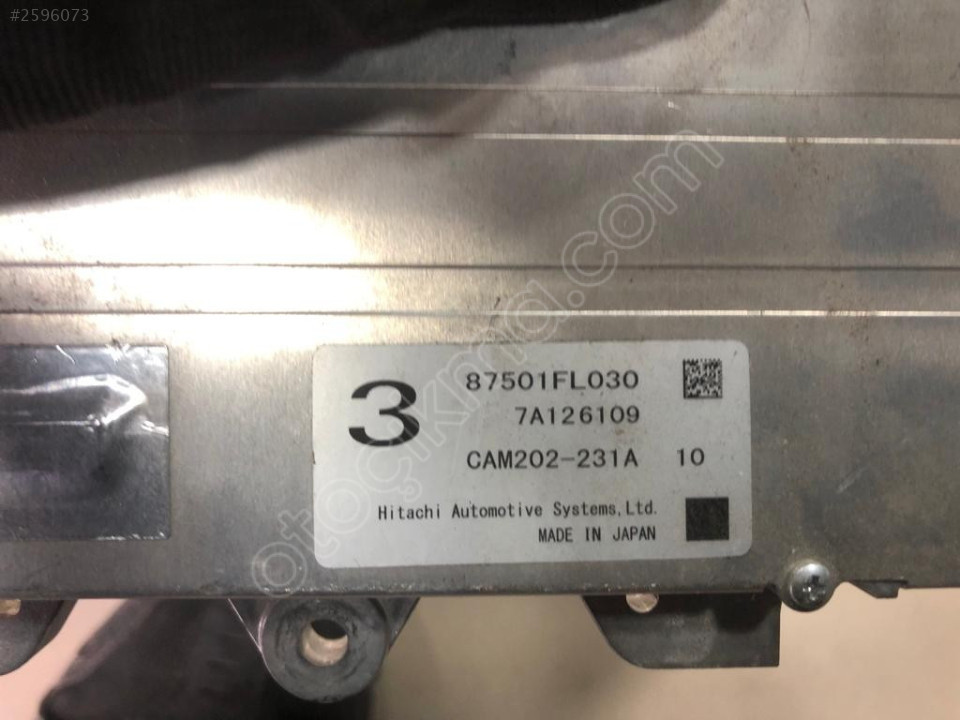 #2596073
otoçıkma.com
3
87501FL030
7A126109
CAM202-231A 10
Hitachi Automotive Systems, Ltd.
MADE IN JAPAN